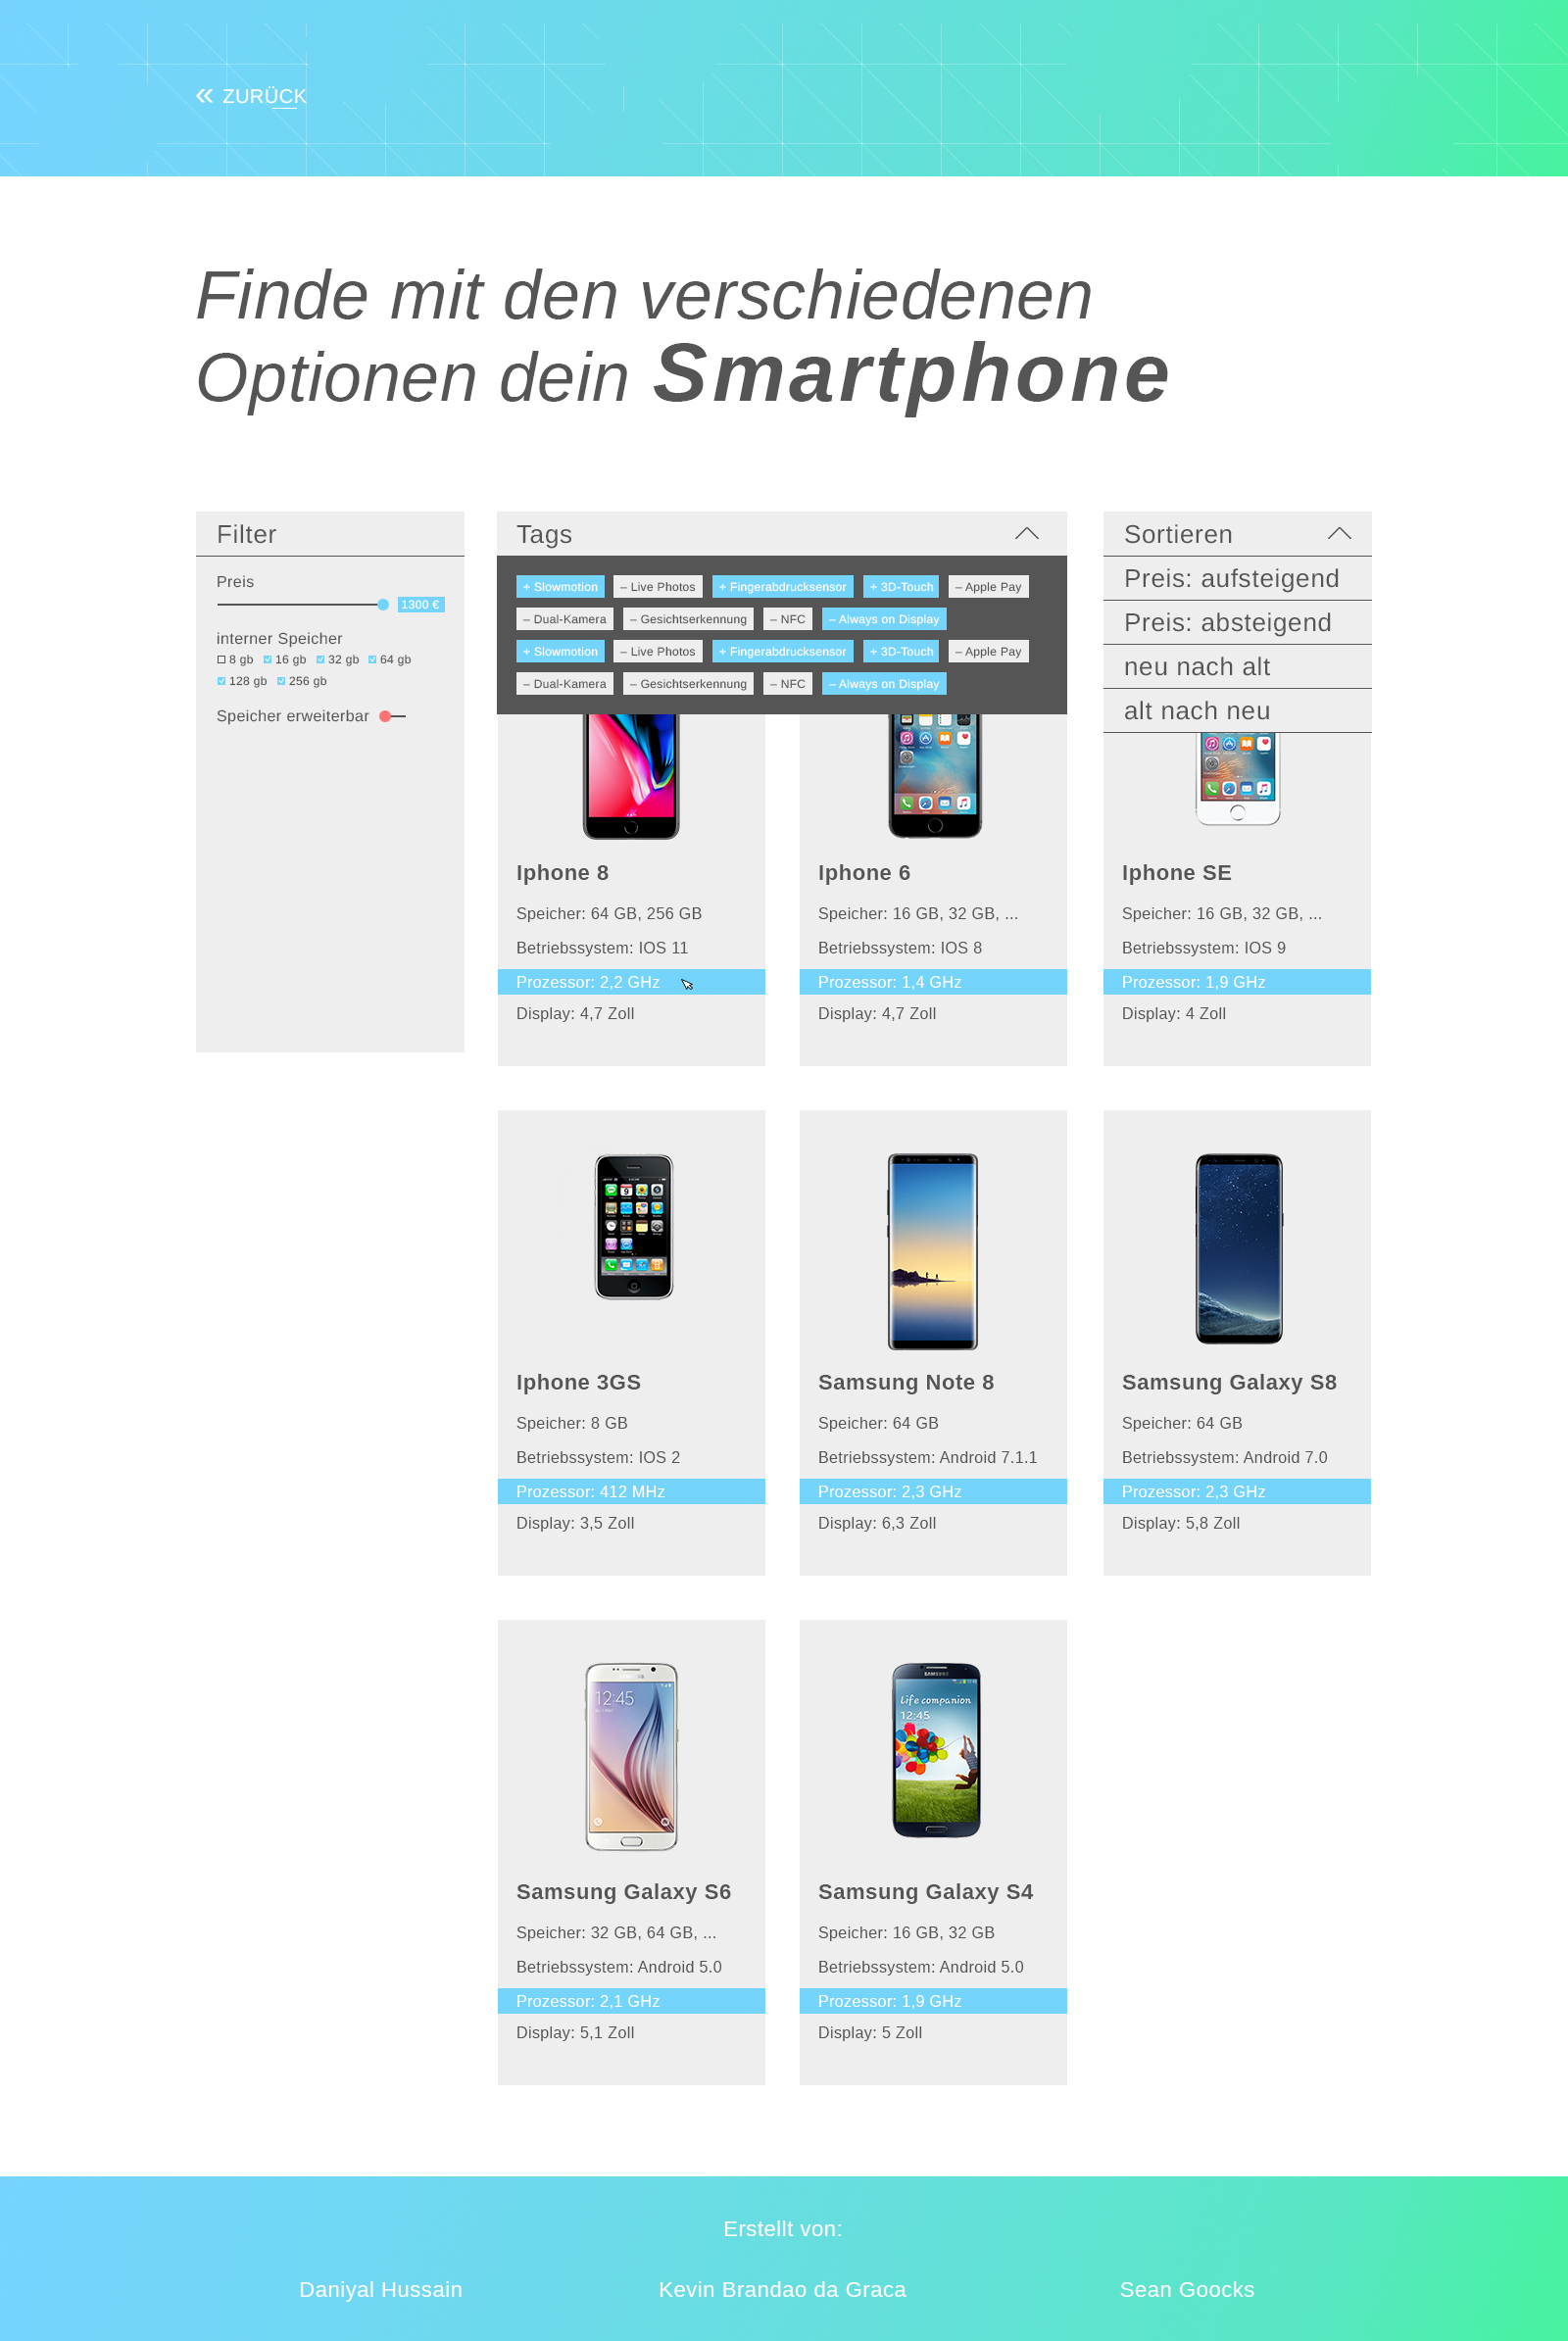 « ZURÜCK
Finde mit den verschiedenen
Optionen dein Smartphone
Filter
Preis
1300 €
interner Speicher
8 gb 16 gb 32 gb 64 gb
128 gb 256 gb
Speicher erweiterbar
Tags
+ Slowmotion – Live Photos + Fingerabdrucksensor + 3D-Touch – Apple Pay
– Dual-Kamera – Gesichtserkennung – NFC – Always on Display
+ Slowmotion – Live Photos + Fingerabdrucksensor + 3D-Touch – Apple Pay
– Dual-Kamera – Gesichtserkennung – NFC – Always on Display
Sortieren
Preis: aufsteigend
Preis: absteigend
neu nach alt
alt nach neu
Iphone 8
Speicher: 64 GB, 256 GB
Betriebssystem: IOS 11
Prozessor: 2,2 GHz
Display: 4,7 Zoll
Iphone 6
Speicher: 16 GB, 32 GB, ...
Betriebssystem: IOS 8
Prozessor: 1,4 GHz
Display: 4,7 Zoll
Iphone SE
Speicher: 16 GB, 32 GB, ...
Betriebssystem: IOS 9
Prozessor: 1,9 GHz
Display: 4 Zoll
Iphone 3GS
Speicher: 8 GB
Betriebssystem: IOS 2
Prozessor: 412 MHz
Display: 3,5 Zoll
Samsung Note 8
Speicher: 64 GB
Betriebssystem: Android 7.1.1
Prozessor: 2,3 GHz
Display: 6,3 Zoll
Samsung Galaxy S8
Speicher: 64 GB
Betriebssystem: Android 7.0
Prozessor: 2,3 GHz
Display: 5,8 Zoll
12:45
Samsung Galaxy S6
Speicher: 32 GB, 64 GB, ...
Betriebssystem: Android 5.0
Prozessor: 2,1 GHz
Display: 5,1 Zoll
SAMSUNG
Life companion
12:45
Samsung Galaxy S4
Speicher: 16 GB, 32 GB
Betriebssystem: Android 5.0
Prozessor: 1,9 GHz
Display: 5 Zoll
Erstellt von:
Daniyal Hussain Kevin Brandao da Graca Sean Goocks